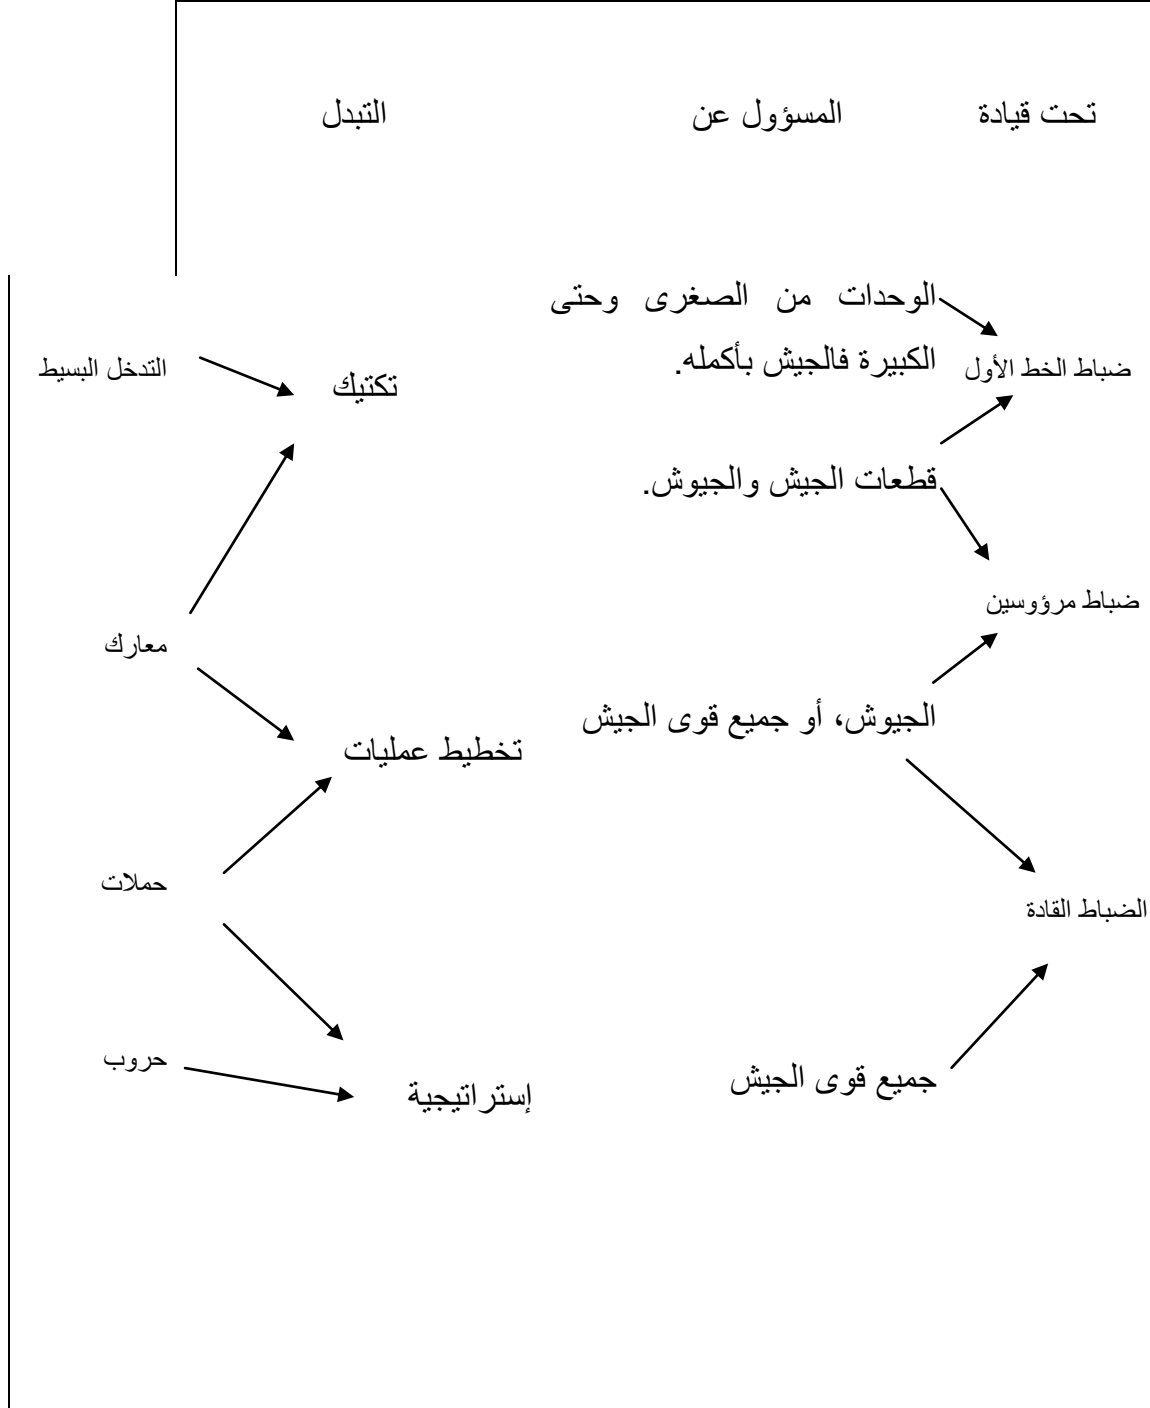 تحت قيادة المسؤول عن التبدل
الوحدات من الصغرى وحتى
ضباط الخط الأول الكبيرة فالجيش بأكمله. تكتيك التدخل البسيط
قطعات الجيش والجيوش.
ضباط مرؤوسين
معارك
الجيوش، أو جميع قوى الجيش تخطيط عمليات
حملات
الضباط القادة
حروب
جميع قوى الجيش إستراتيجية